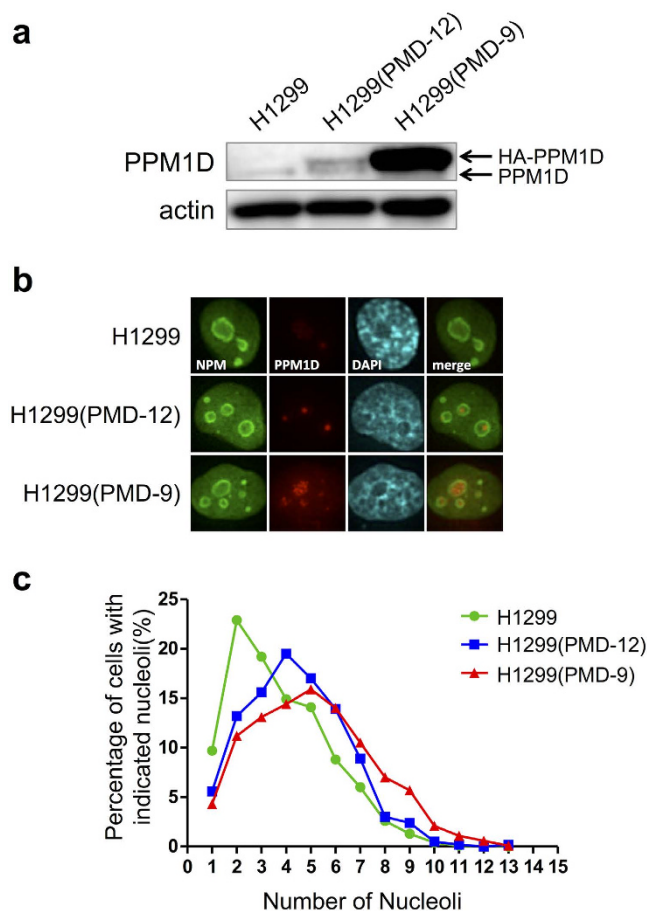 a
H1299
H1299(PMD-12)
H1299(PMD-9)
PPM1D
HA-PPM1D
PPM1D
actin
b
H1299
NPM
PPM1D
DAPI
merge
H1299(PMD-12)
H1299(PMD-9)
c
Percentage of cells with
indicated nucleoli(%)
25
20
15
10
5
0
0 1 2 3 4 5 6 7 8 9 10 11 12 13 14 15
Number of Nucleoli
H1299
H1299(PMD-12)
H1299(PMD-9)